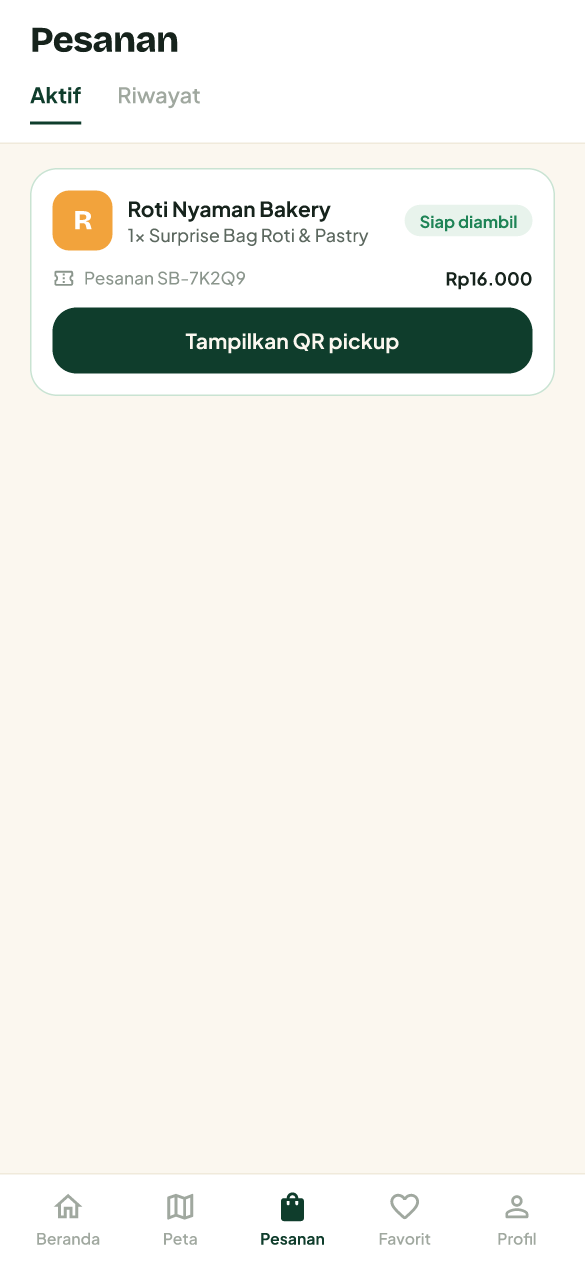 Pesanan
Aktif
Riwayat
R
Roti Nyaman Bakery
1× Surprise Bag Roti & Pastry
Siap diambil
Pesanan SB-7K2Q9
Rp16.000
Tampilkan QR pickup
Beranda
Peta
Pesanan
Favorit
Profil